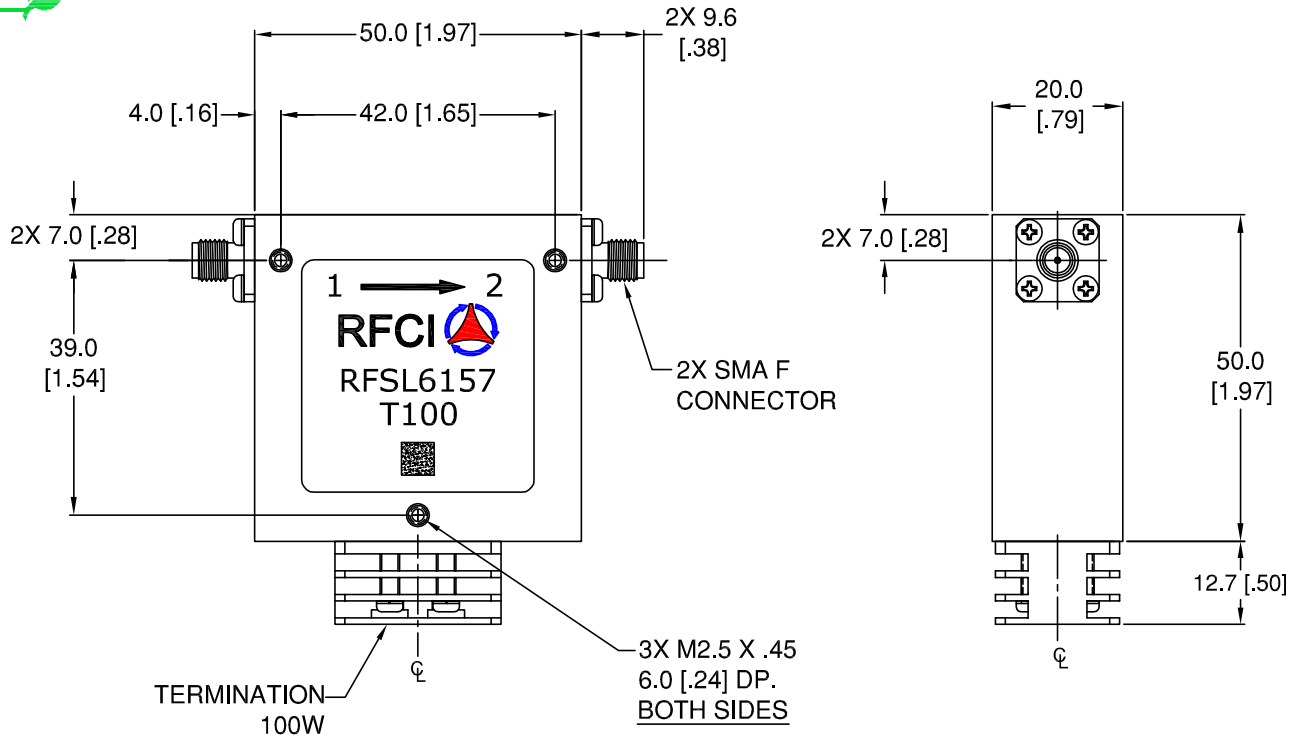 50.0 [1.97]
2X 9.6
[.38]
4.0 [.16]
42.0 [1.65]
20.0
[.79]
2X 7.0 [.28]
2X 7.0 [.28]
1 2
RFCI
RFSL6157
T100
39.0
[1.54]
2X SMA F
CONNECTOR
50.0
[1.97]
12.7 [.50]
3X M2.5 X .45
6.0 [.24] DP.
BOTH SIDES
TERMINATION
100W
℄
℄